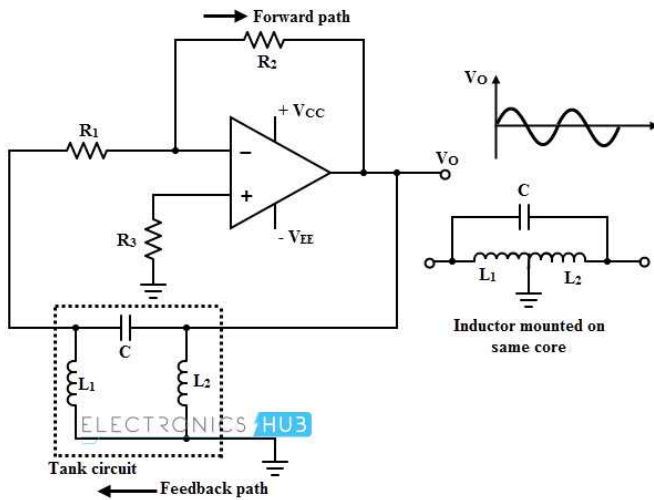 Forward path
R2
+ VCC
R1
−
+
VO
R3
- VEE
C
L1
L2
ELECTRONICS HUB
Tank circuit
Feedback path
VO
C
L1
L2
Inductor mounted on
same core